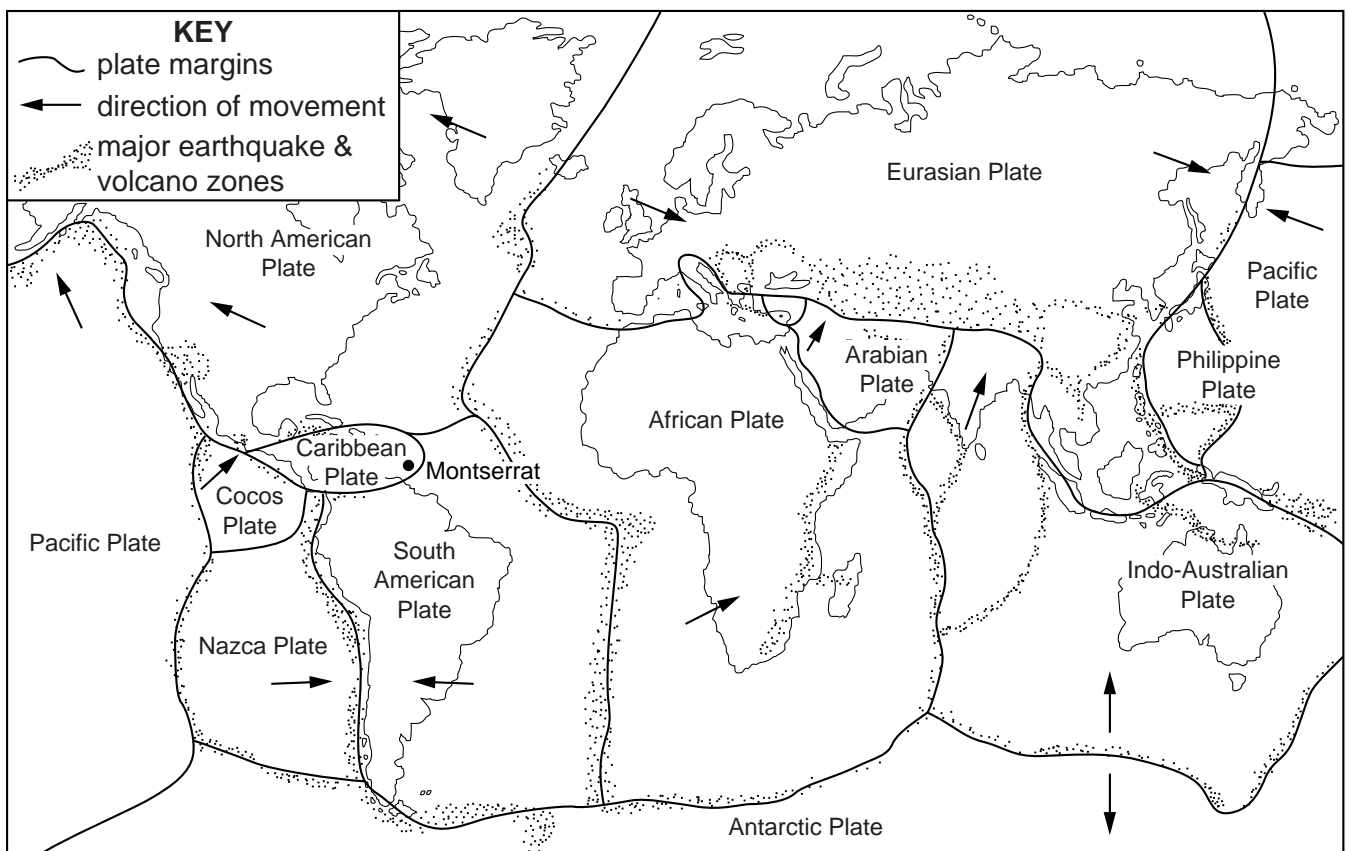 KEY
plate margins
direction of movement
major earthquake &
volcano zones
Eurasian Plate
North American
Plate
Pacific
Plate
Philippine
Plate
Arabian
Plate
African Plate
Caribbean
Plate
Montserrat
Cocos
Plate
Pacific Plate
South
American
Plate
Indo-Australian
Plate
Nazca Plate
Antarctic Plate